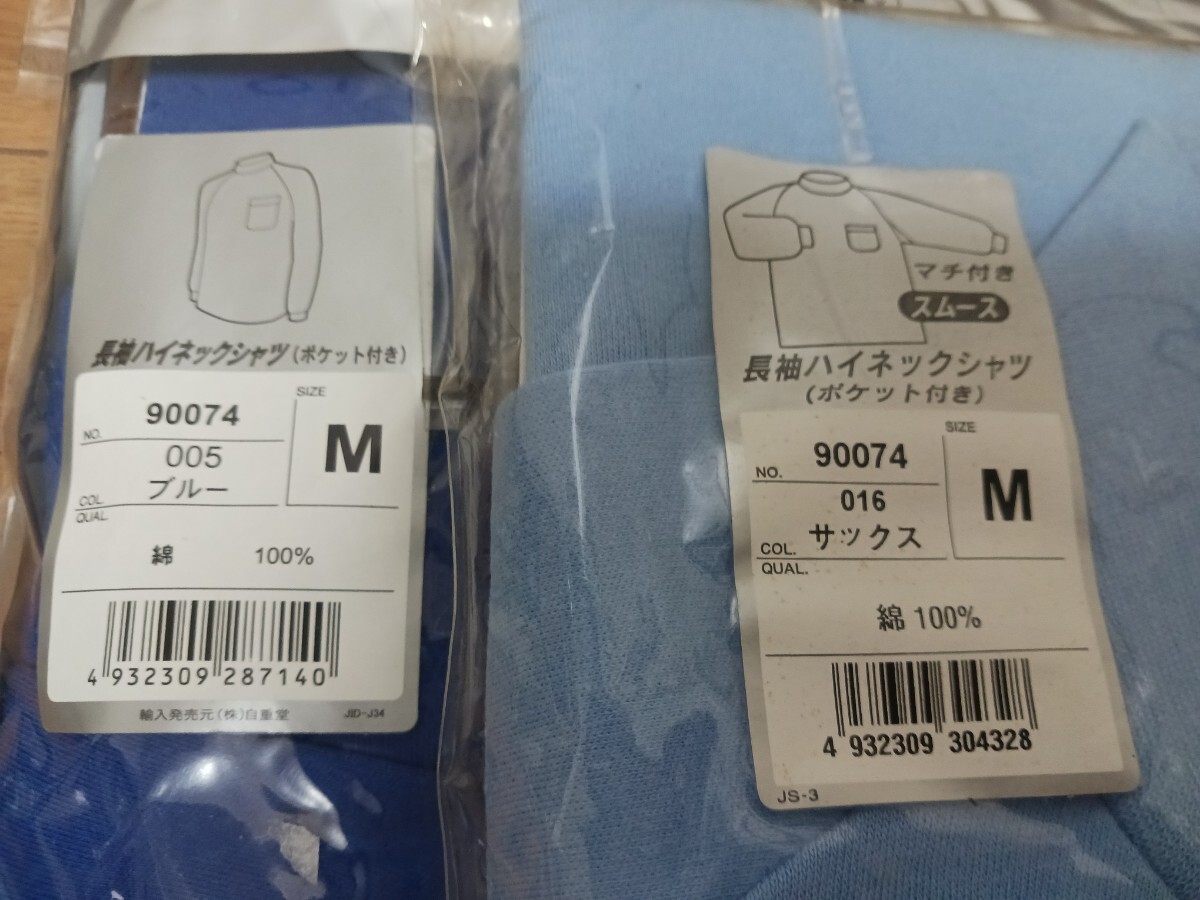 長袖ハイネックシャツ(ポケット付き)
NO. 90074
SIZE
M
005
COL. ブルー
QUAL.
綿 100%
4 932309 287140
輸入発売元(株)自重堂 JID-J34
マチ付き
スムース
長袖ハイネックシャツ
(ポケット付き)
NO. 90074
SIZE
M
016
COL. サックス
QUAL.
綿 100%
4 932309 304328
JS-3